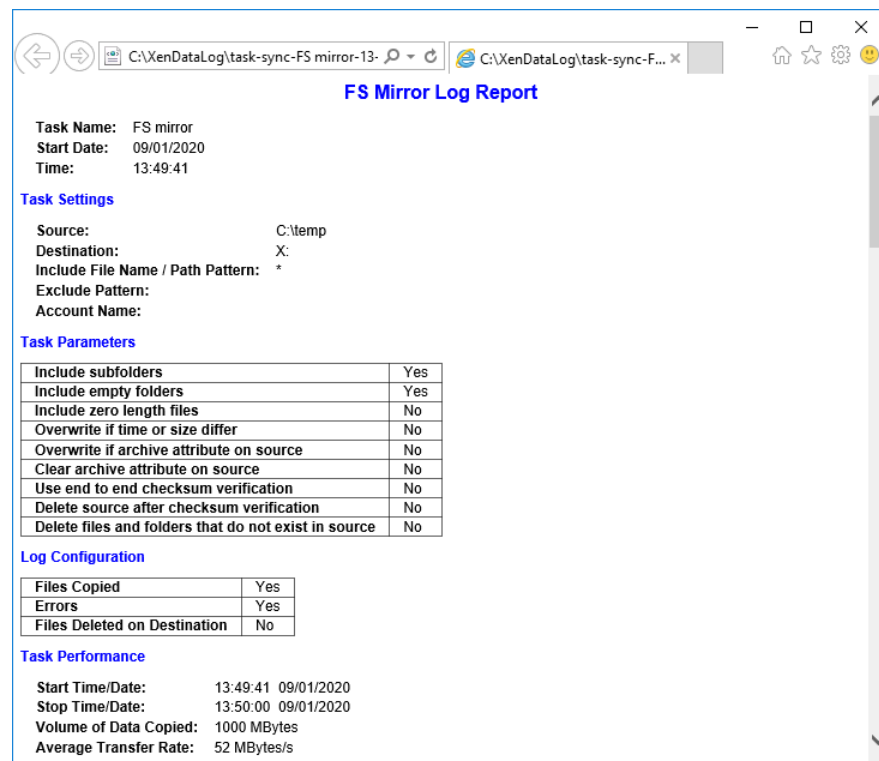 C:\XenDataLog\task-sync-FS mirror-13-
C:\XenDataLog\task-sync-F...
FS Mirror Log Report
Task Name: FS mirror
Start Date: 09/01/2020
Time: 13:49:41
Task Settings
Source: C:\temp
Destination: X:
Include File Name / Path Pattern: *
Exclude Pattern:
Account Name:
Task Parameters
Include subfolders Yes
Include empty folders Yes
Include zero length files No
Overwrite if time or size differ No
Overwrite if archive attribute on source No
Clear archive attribute on source No
Use end to end checksum verification No
Delete source after checksum verification No
Delete files and folders that do not exist in source No
Log Configuration
Files Copied Yes
Errors Yes
Files Deleted on Destination No
Task Performance
Start Time/Date: 13:49:41 09/01/2020
Stop Time/Date: 13:50:00 09/01/2020
Volume of Data Copied: 1000 MBytes
Average Transfer Rate: 52 MBytes/s